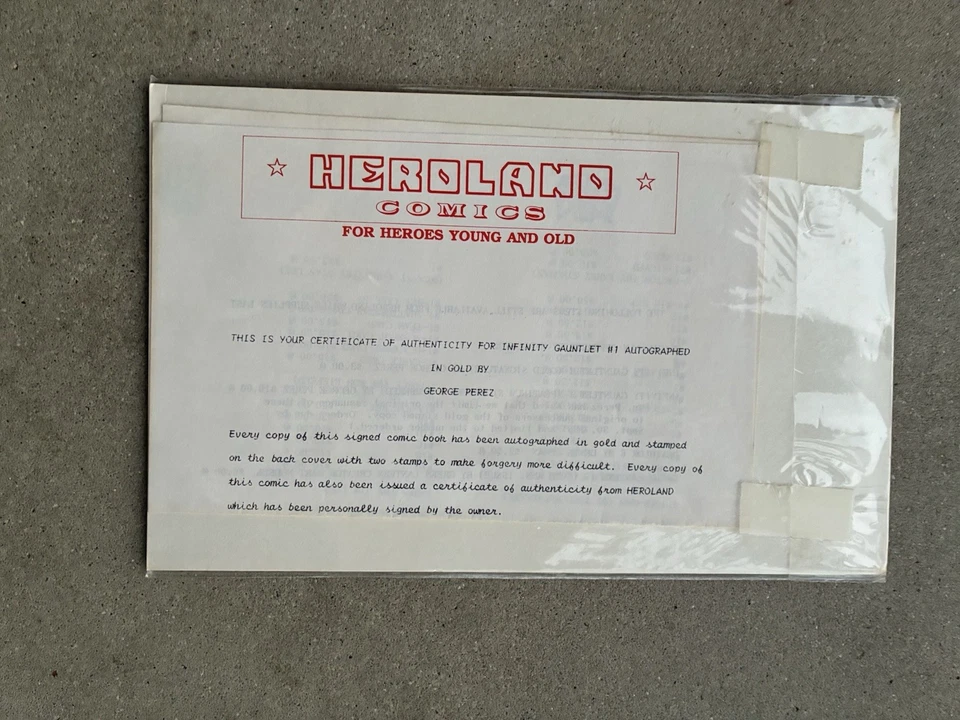 HEROLAND
COMICS
FOR HEROES YOUNG AND OLD
THIS IS YOUR CERTIFICATE OF AUTHENTICITY FOR INFINITY GAUNTLET #1 AUTOGRAPHED
IN GOLD BY
GEORGE PEREZ
Every copy of this signed comic book has been autographed in gold and stamped
on the back cover with two stamps to make forgery more difficult. Every copy of
this comic has also been issued a certificate of authenticity from HEROLAND
which has been personally signed by the owner.